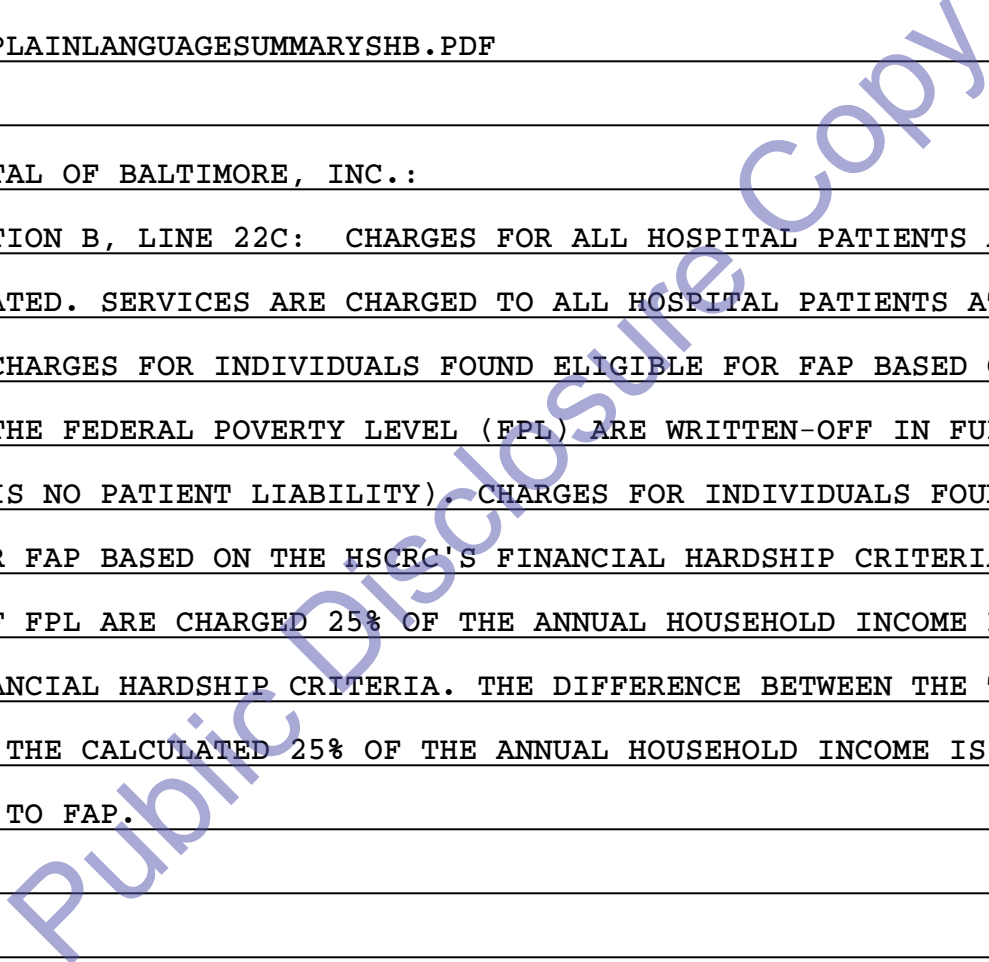 PLAINLANGUAGESUMMARYSHB.PDF
TAL OF BALTIMORE, INC.:
TION B, LINE 22C: CHARGES FOR ALL HOSPITAL PATIENTS
ATED. SERVICES ARE CHARGED TO ALL HOSPITAL PATIENTS
CHARGES FOR INDIVIDUALS FOUND ELIGIBLE FOR FAP BASED
THE FEDERAL POVERTY LEVEL (FPL) ARE WRITTEN-OFF IN
IS NO PATIENT LIABILITY). CHARGES FOR INDIVIDUALS
R FAP BASED ON THE HSCRC'S FINANCIAL HARDSHIP CRITERIA
FPL ARE CHARGED 25% OF THE ANNUAL HOUSEHOLD INCOME
ANCIAL HARDSHIP CRITERIA. THE DIFFERENCE BETWEEN THE
THE CALCULATED 25% OF THE ANNUAL HOUSEHOLD INCOME IS
TO FAP.
Public Disclosure Copy